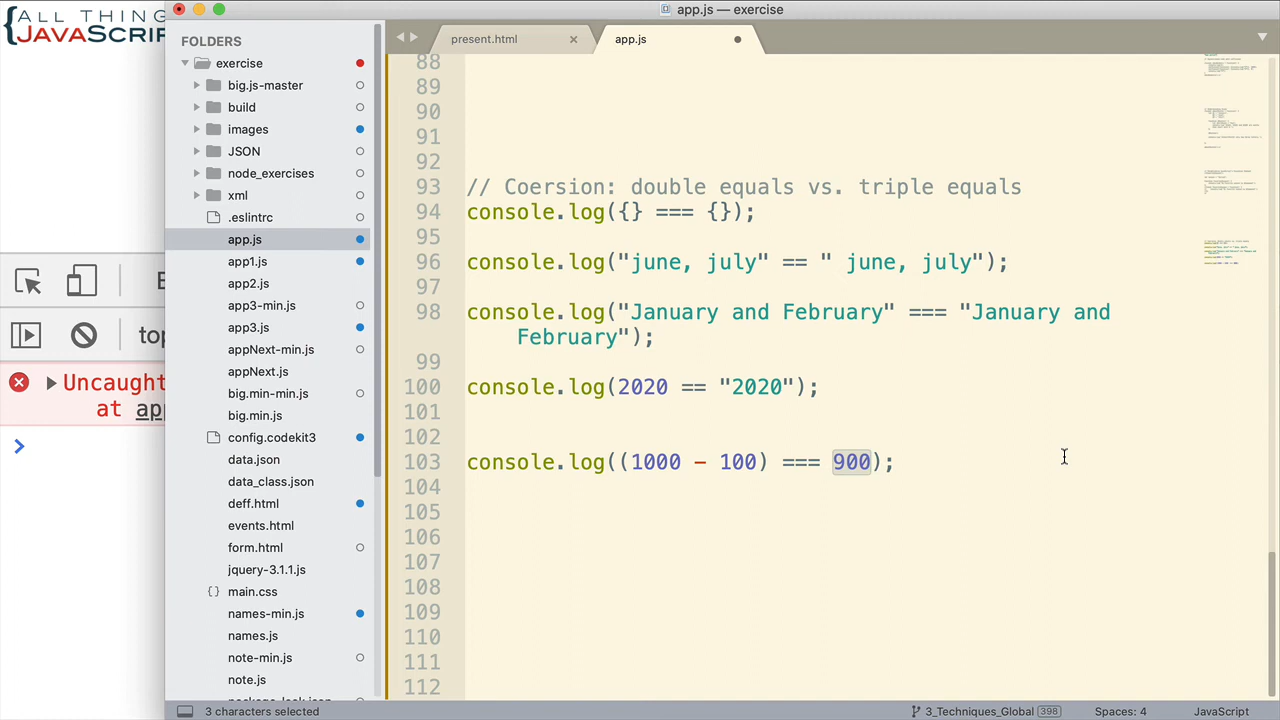 ALL THING
{JAVASCRI
app.js — exercise
FOLDERS
exercise
big.js-master
build
images
JSON
node_exercises
xml
.eslintrc
app.js
app1.js
app2.js
app3-min.js
app3.js
appNext-min.js
appNext.js
big.min-min.js
big.min.js
config.codekit3
data.json
data_class.json
deff.html
events.html
form.html
jquery-3.1.1.js
{} main.css
names-min.js
names.js
note-min.js
note.js
package-lock.json
present.html ×
app.js
88
89
90
91
92
93 // Coersion: double equals vs. triple equals
94 console.log({} === {});
95
96 console.log("june, july" == " june, july");
97
98 console.log("January and February" === "January and
February");
99
100 console.log(2020 == "2020");
101
102
103 console.log((1000 - 100) === 900);
104
105
106
107
108
109
110
111
112
E
top
Uncaught
at app
3 characters selected
3_Techniques_Global 398
Spaces: 4
JavaScript